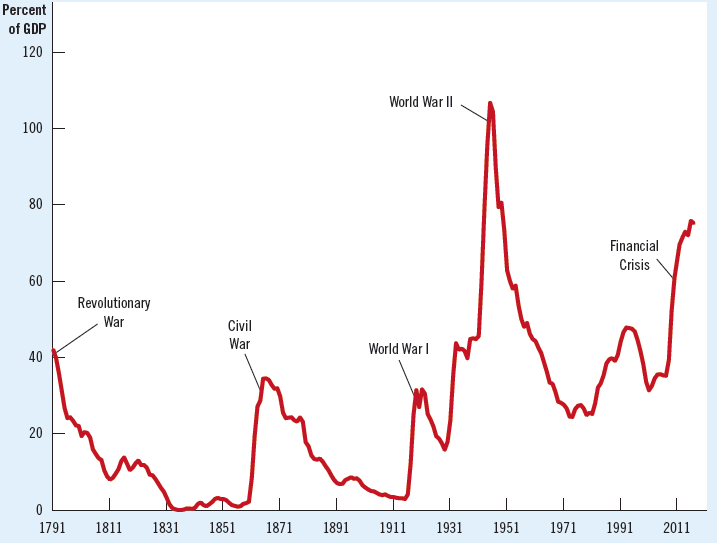 Percent
of GDP
120
100
80
60
40
20
0
World War II
Financial
Crisis
Revolutionary
War
Civil
War
World War I
1791 1811 1831 1851 1871 1891 1911 1931 1951 1971 1991 2011